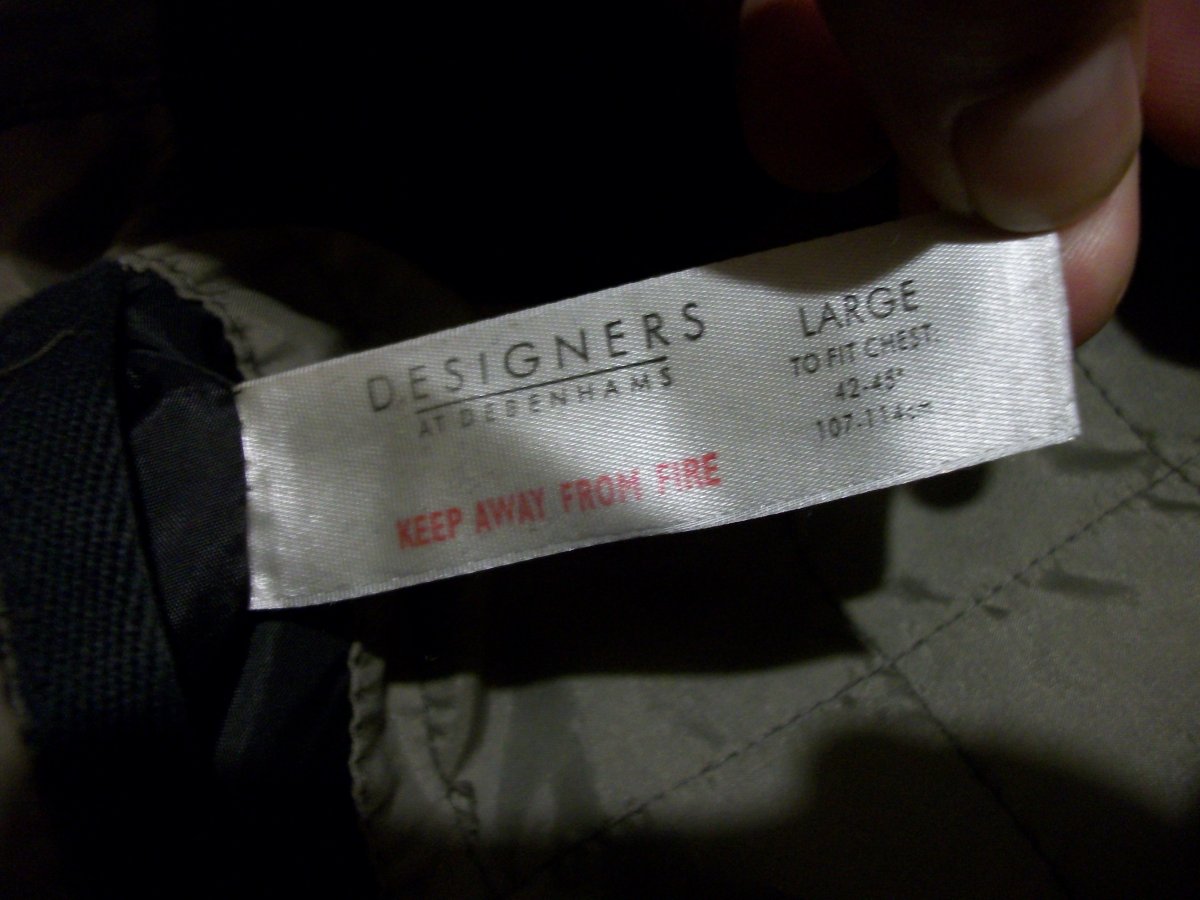 DESIGNERS
AT DEBENHAMS
KEEP AWAY FROM FIRE
LARGE
TO FIT CHEST:
42-45"
107-114cm